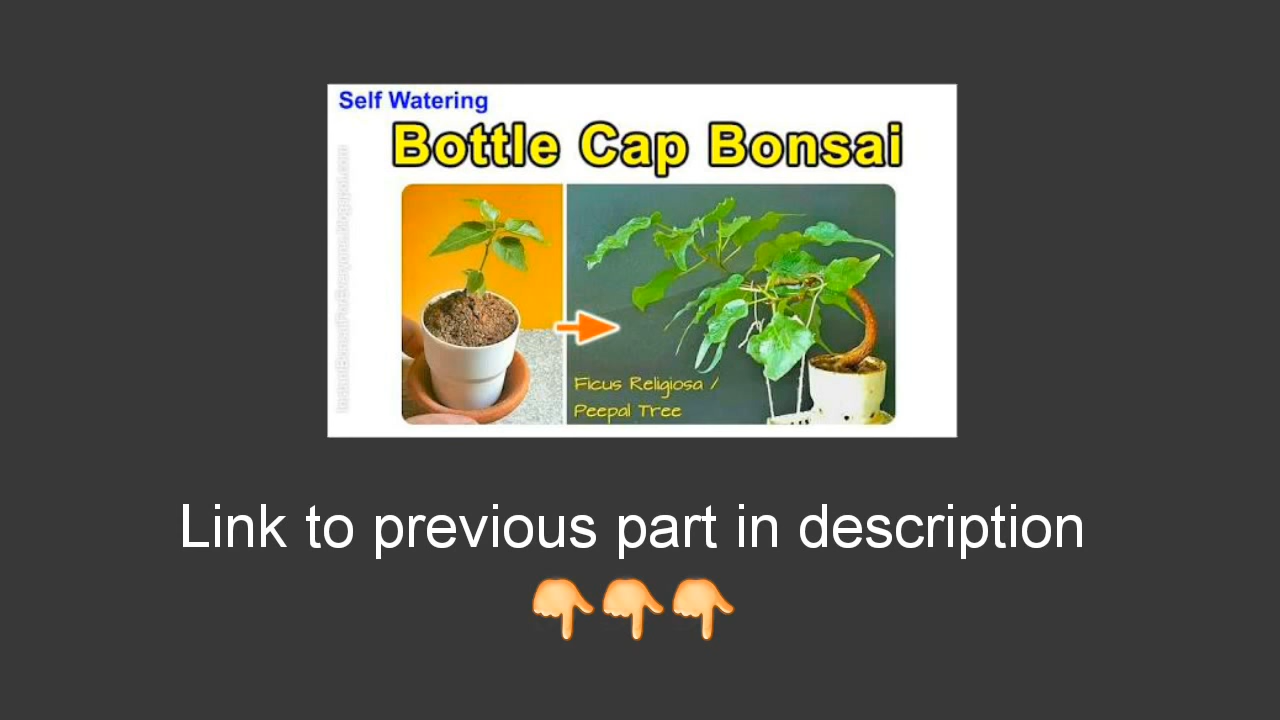 Self Watering
Bottle Cap Bonsai
Ficus Religiosa /
Peepal Tree
Link to previous part in description